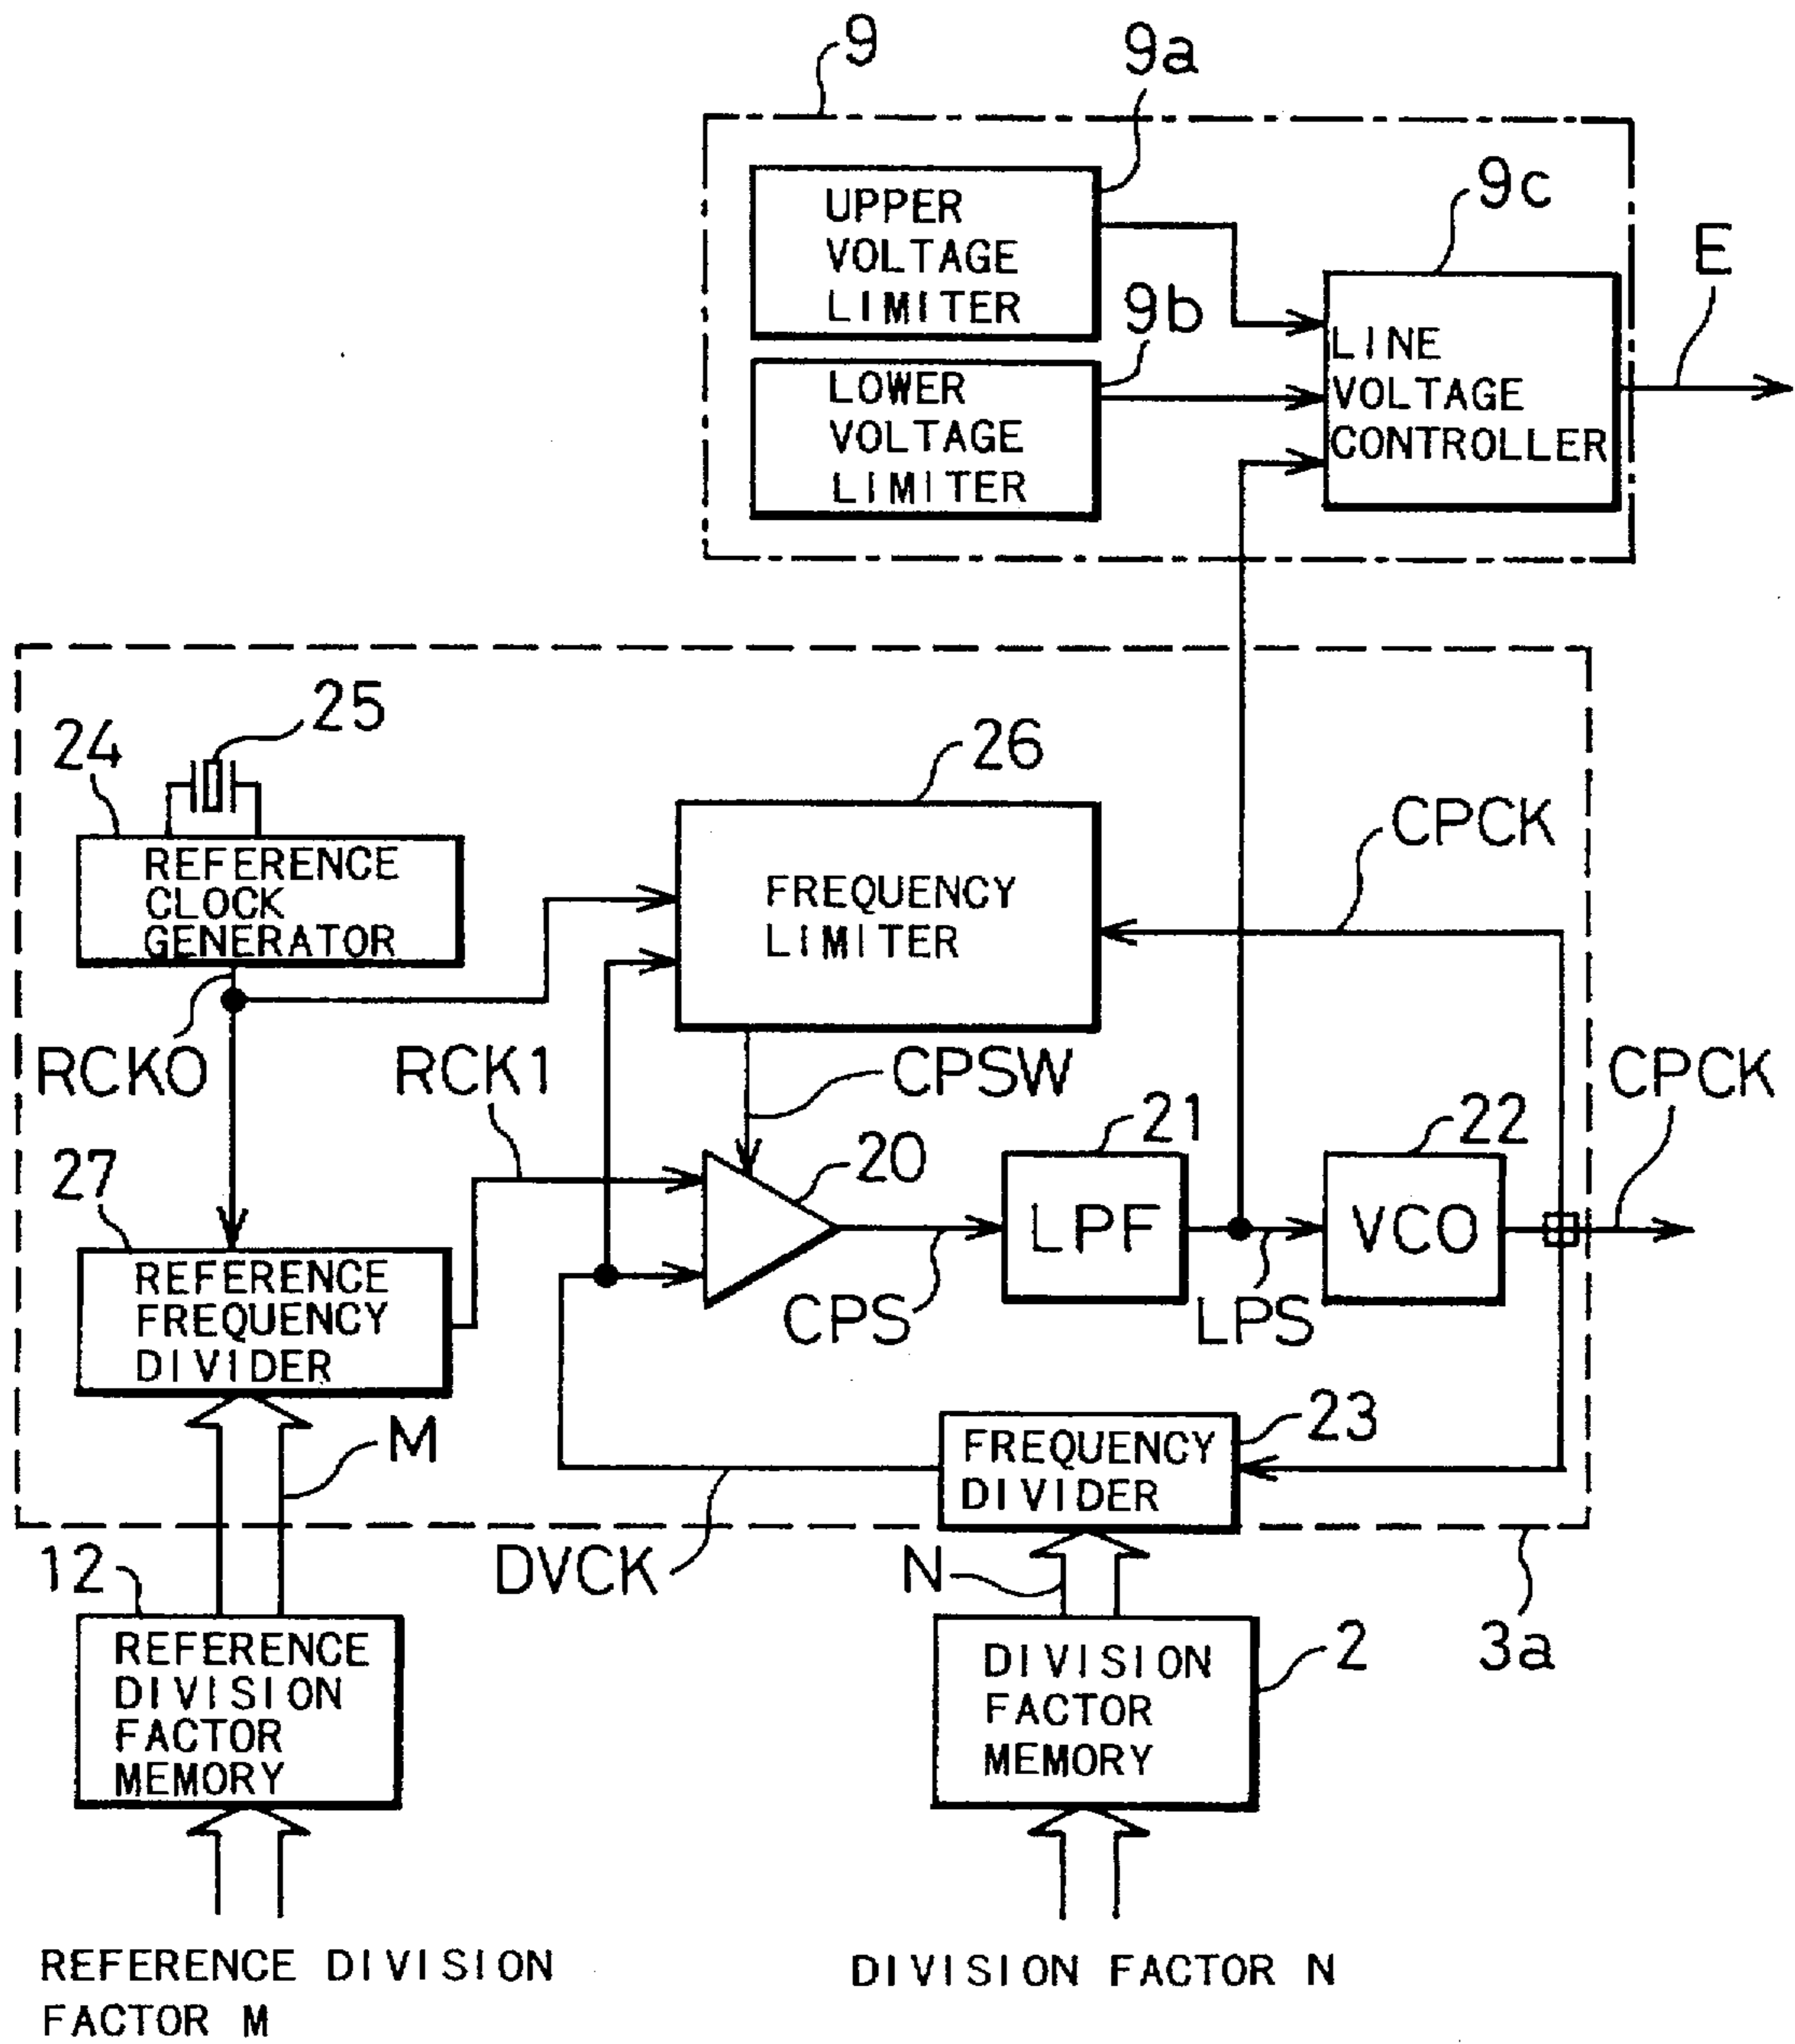 9
9a
UPPER
VOLTAGE
LIMITER
9c
E
9b
LINE
VOLTAGE
CONTROLLER
LOWER
VOLTAGE
LIMITER
25
24
26
CPCK
REFERENCE
CLOCK
GENERATOR
FREQUENCY
LIMITER
RCK0
RCK1
CPSW
CPCK
27
20
21
22
LPF
VCO
REFERENCE
FREQUENCY
DIVIDER
CPS
LPS
M
23
FREQUENCY
DIVIDER
12
DVCK
N
3a
REFERENCE
DIVISION
FACTOR
MEMORY
DIVISION
FACTOR
MEMORY
2
REFERENCE DIVISION
FACTOR M
DIVISION FACTOR N